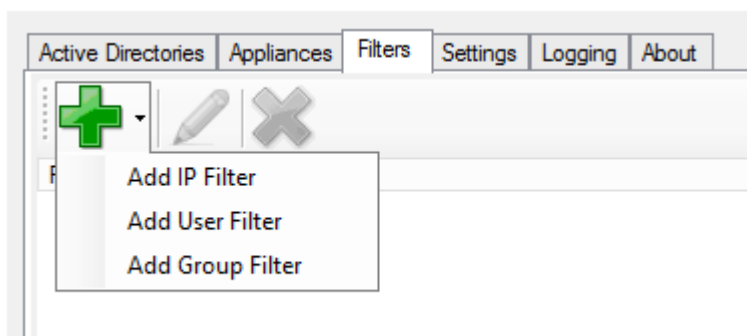 Active Directories Appliances Filters Settings Logging About
Add IP Filter
Add User Filter
Add Group Filter